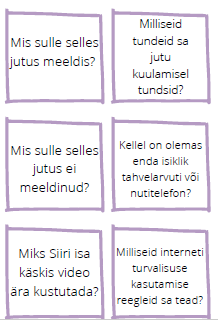 Mis sulle selles
jutus meeldis?
Milliseid
tundeid sa
jutu
kuulamisel
tundsid?
Mis sulle selles
jutus ei
meeldinud?
Kellel on olemas
enda isiklik
tahvelarvuti või
nutitelefon?
Miks Siiri isa
käskis video
ära kustutada?
Milliseid interneti
turvalisuse
kasutamise
reegleid sa tead?